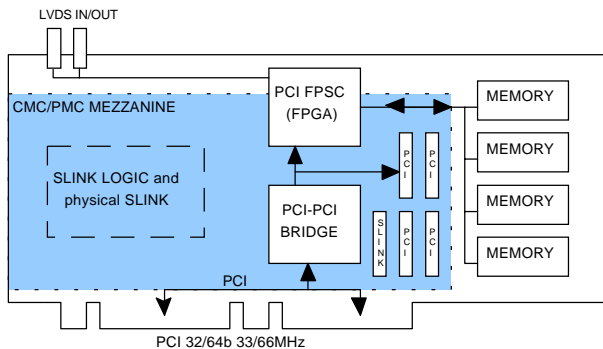 LVDS IN/OUT
CMC/PMC MEZZANINE
PCI FPSC
(FPGA)
MEMORY
MEMORY
MEMORY
MEMORY
PCI
PCI
SLINK LOGIC and
physical SLINK
PCI-PCI
BRIDGE
SLINK
PCI
PCI
PCI
PCI 32/64b 33/66MHz